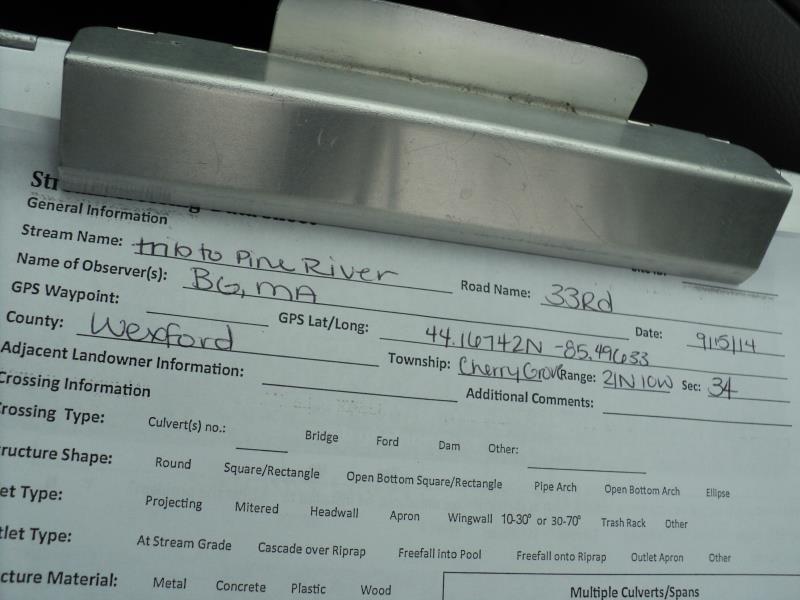 General Information
Stream Name: trib to Pine River Road Name: 33Rd
Name of Observer(s): BG, MA Date: 9/15/14
GPS Waypoint: GPS Lat/Long: 44.16742N -85.49633
County: Wexford Township: Cherry Grove Range: 21N 10W Sec: 34
Adjacent Landowner Information: Additional Comments:
Crossing Information
rossing Type: Culvert(s) no.: Bridge Ford Dam Other:
ructure Shape: Round Square/Rectangle Open Bottom Square/Rectangle Pipe Arch Open Bottom Arch Ellipse
et Type: Projecting Mitered Headwall Apron Wingwall 10-30° or 30-70° Trash Rack Other
tlet Type: At Stream Grade Cascade over Riprap Freefall into Pool Freefall onto Riprap Outlet Apron Other
cture Material: Metal Concrete Plastic Wood
Multiple Culverts/Spans